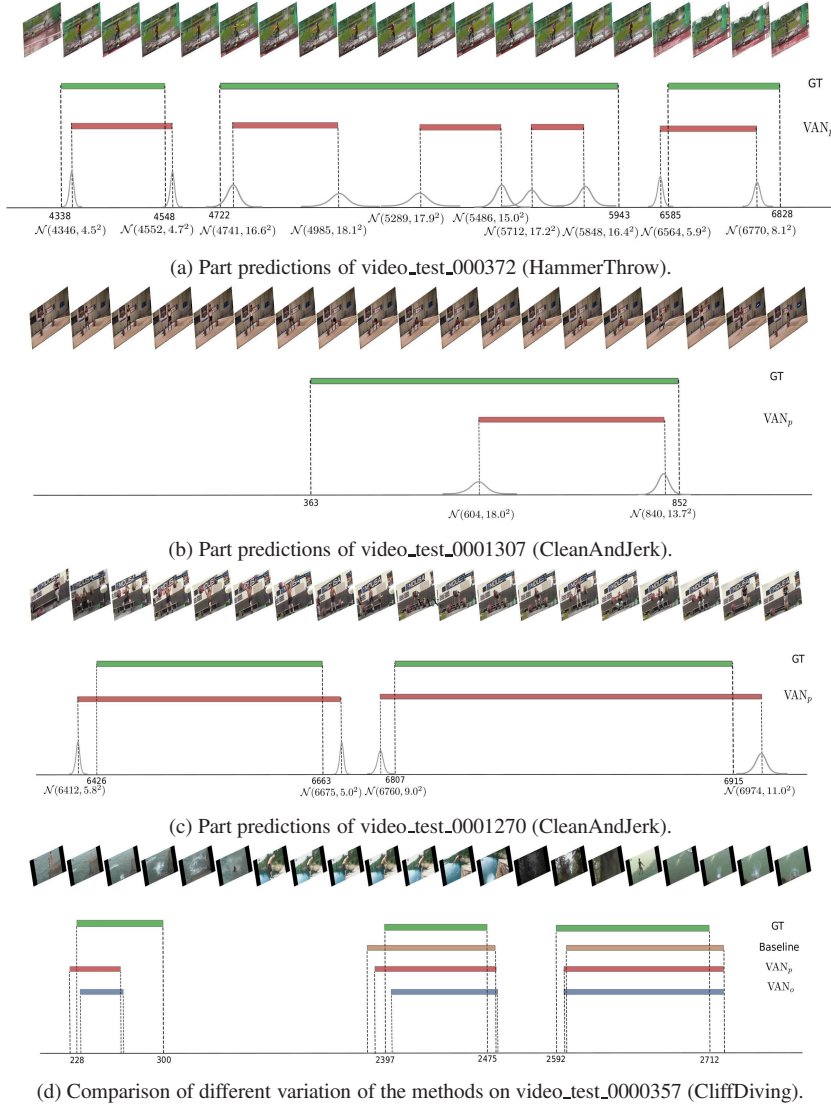 GT
VANp
4338 4548 4722 5943 6585 6828
N(5289, 17.9²) N(5486, 15.0²)
N(4346, 4.5²) N(4552, 4.7²) N(4741, 16.6²) N(4985, 18.1²) N(5712, 17.2²) N(5848, 16.4²) N(6564, 5.9²) N(6770, 8.1²)
(a) Part predictions of video_test_000372 (HammerThrow).
GT
VANp
363 852
N(604, 18.0²) N(840, 13.7²)
(b) Part predictions of video_test_0001307 (CleanAndJerk).
GT
VANp
6426 6663 6807 6915
N(6412, 5.8²) N(6675, 5.0²) N(6760, 9.0²) N(6974, 11.0²)
(c) Part predictions of video_test_0001270 (CleanAndJerk).
GT
Baseline
VANp
VANo
228 300 2397 2475 2592 2712
(d) Comparison of different variation of the methods on video_test_0000357 (CliffDiving).